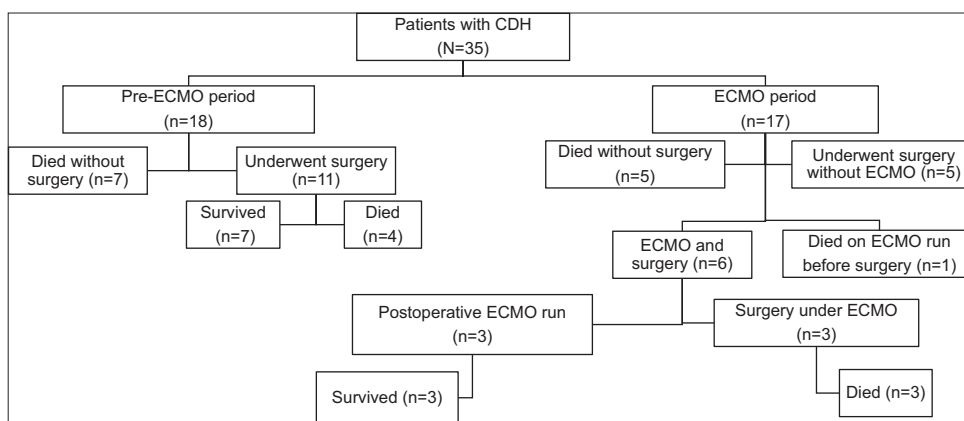 Patients with CDH
(N=35)
Pre-ECMO period
(n=18)
ECMO period
(n=17)
Died without
surgery (n=7)
Underwent surgery
(n=11)
Died without surgery
(n=5)
Underwent surgery
without ECMO (n=5)
Survived
(n=7)
Died
(n=4)
ECMO and
surgery (n=6)
Died on ECMO run
before surgery (n=1)
Postoperative ECMO run
(n=3)
Surgery under ECMO
(n=3)
Survived (n=3)
Died (n=3)